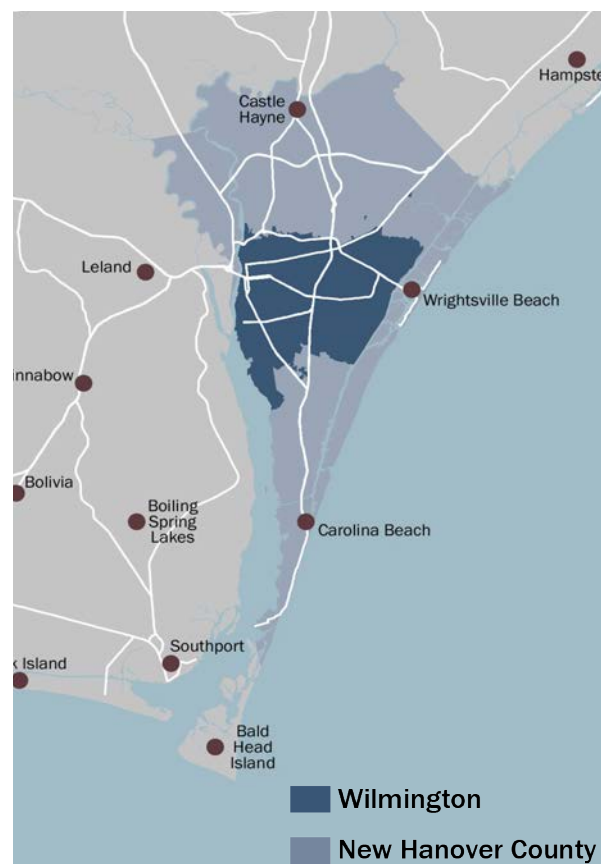 Hampste
Castle
Hayne
Leland
Wrightsville Beach
nnabow
Bolivia
Boiling
Spring
Lakes
Carolina Beach
Southport
k Island
Bald
Head
Island
Wilmington
New Hanover County